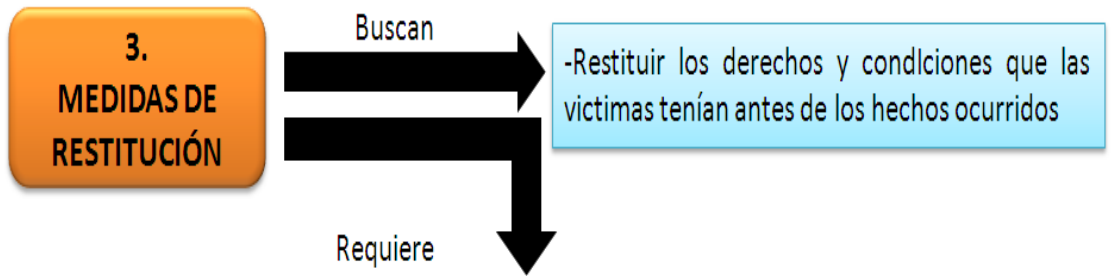 3.
MEDIDAS DE
RESTITUCIÓN
Buscan
-Restituir los derechos y condIciones que las
victimas tenían antes de los hechos ocurridos
Requiere